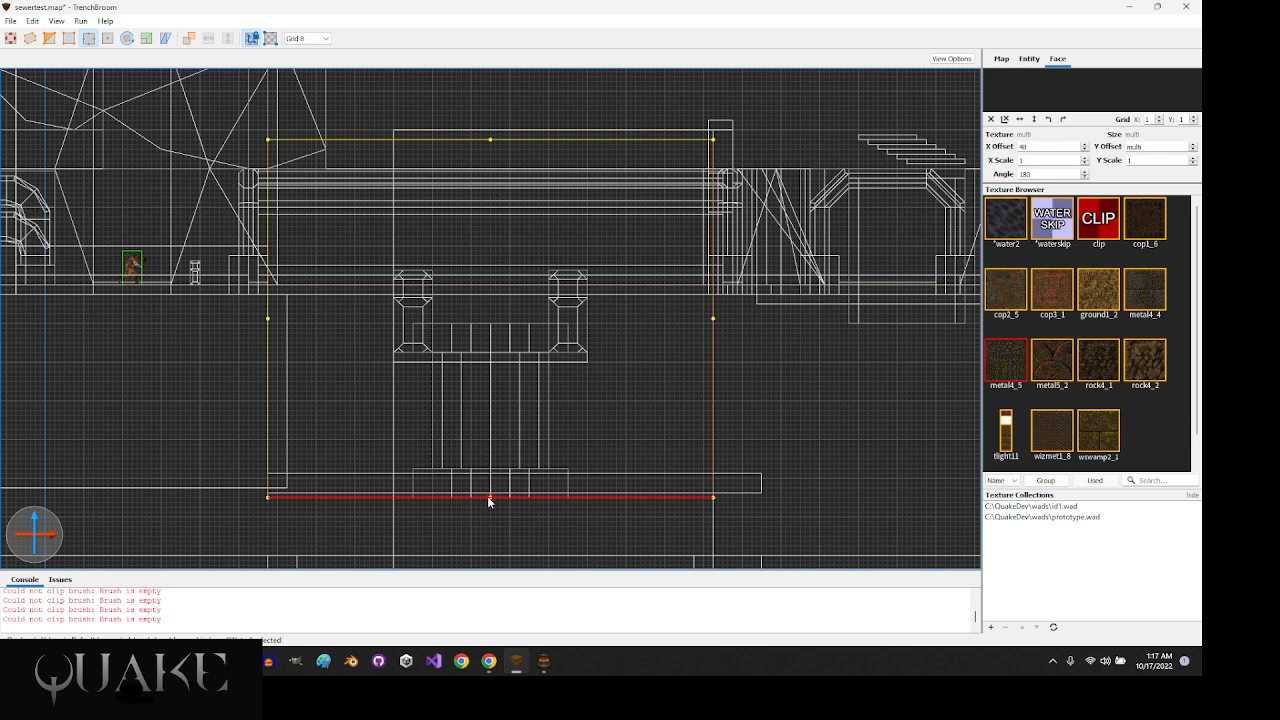 sewertest.map* - TrenchBroom
File Edit View Run Help
Grid 8
View Options
Map Entity Face
Grid X: 1 Y: 1
Texture multi Size multi
X Offset 48 Y Offset multi
X Scale 1 Y Scale 1
Angle 180
Texture Browser
WATER SKIP CLIP
*water2 *waterskip clip cop1_6
cop2_5 cop3_1 ground1_2 metal4_4
metal4_5 metal5_2 rock4_1 rock4_2
tlight11 wizmet1_8 wswamp2_1
Name Group Used Search...
Texture Collections hide
C:\QuakeDev\wads\id1.wad
C:\QuakeDev\wads\prototype.wad
Console Issues
Could not clip brush: Brush is empty
Could not clip brush: Brush is empty
Could not clip brush: Brush is empty
Could not clip brush: Brush is empty
QUAKE
1:17 AM
10/17/2022
1